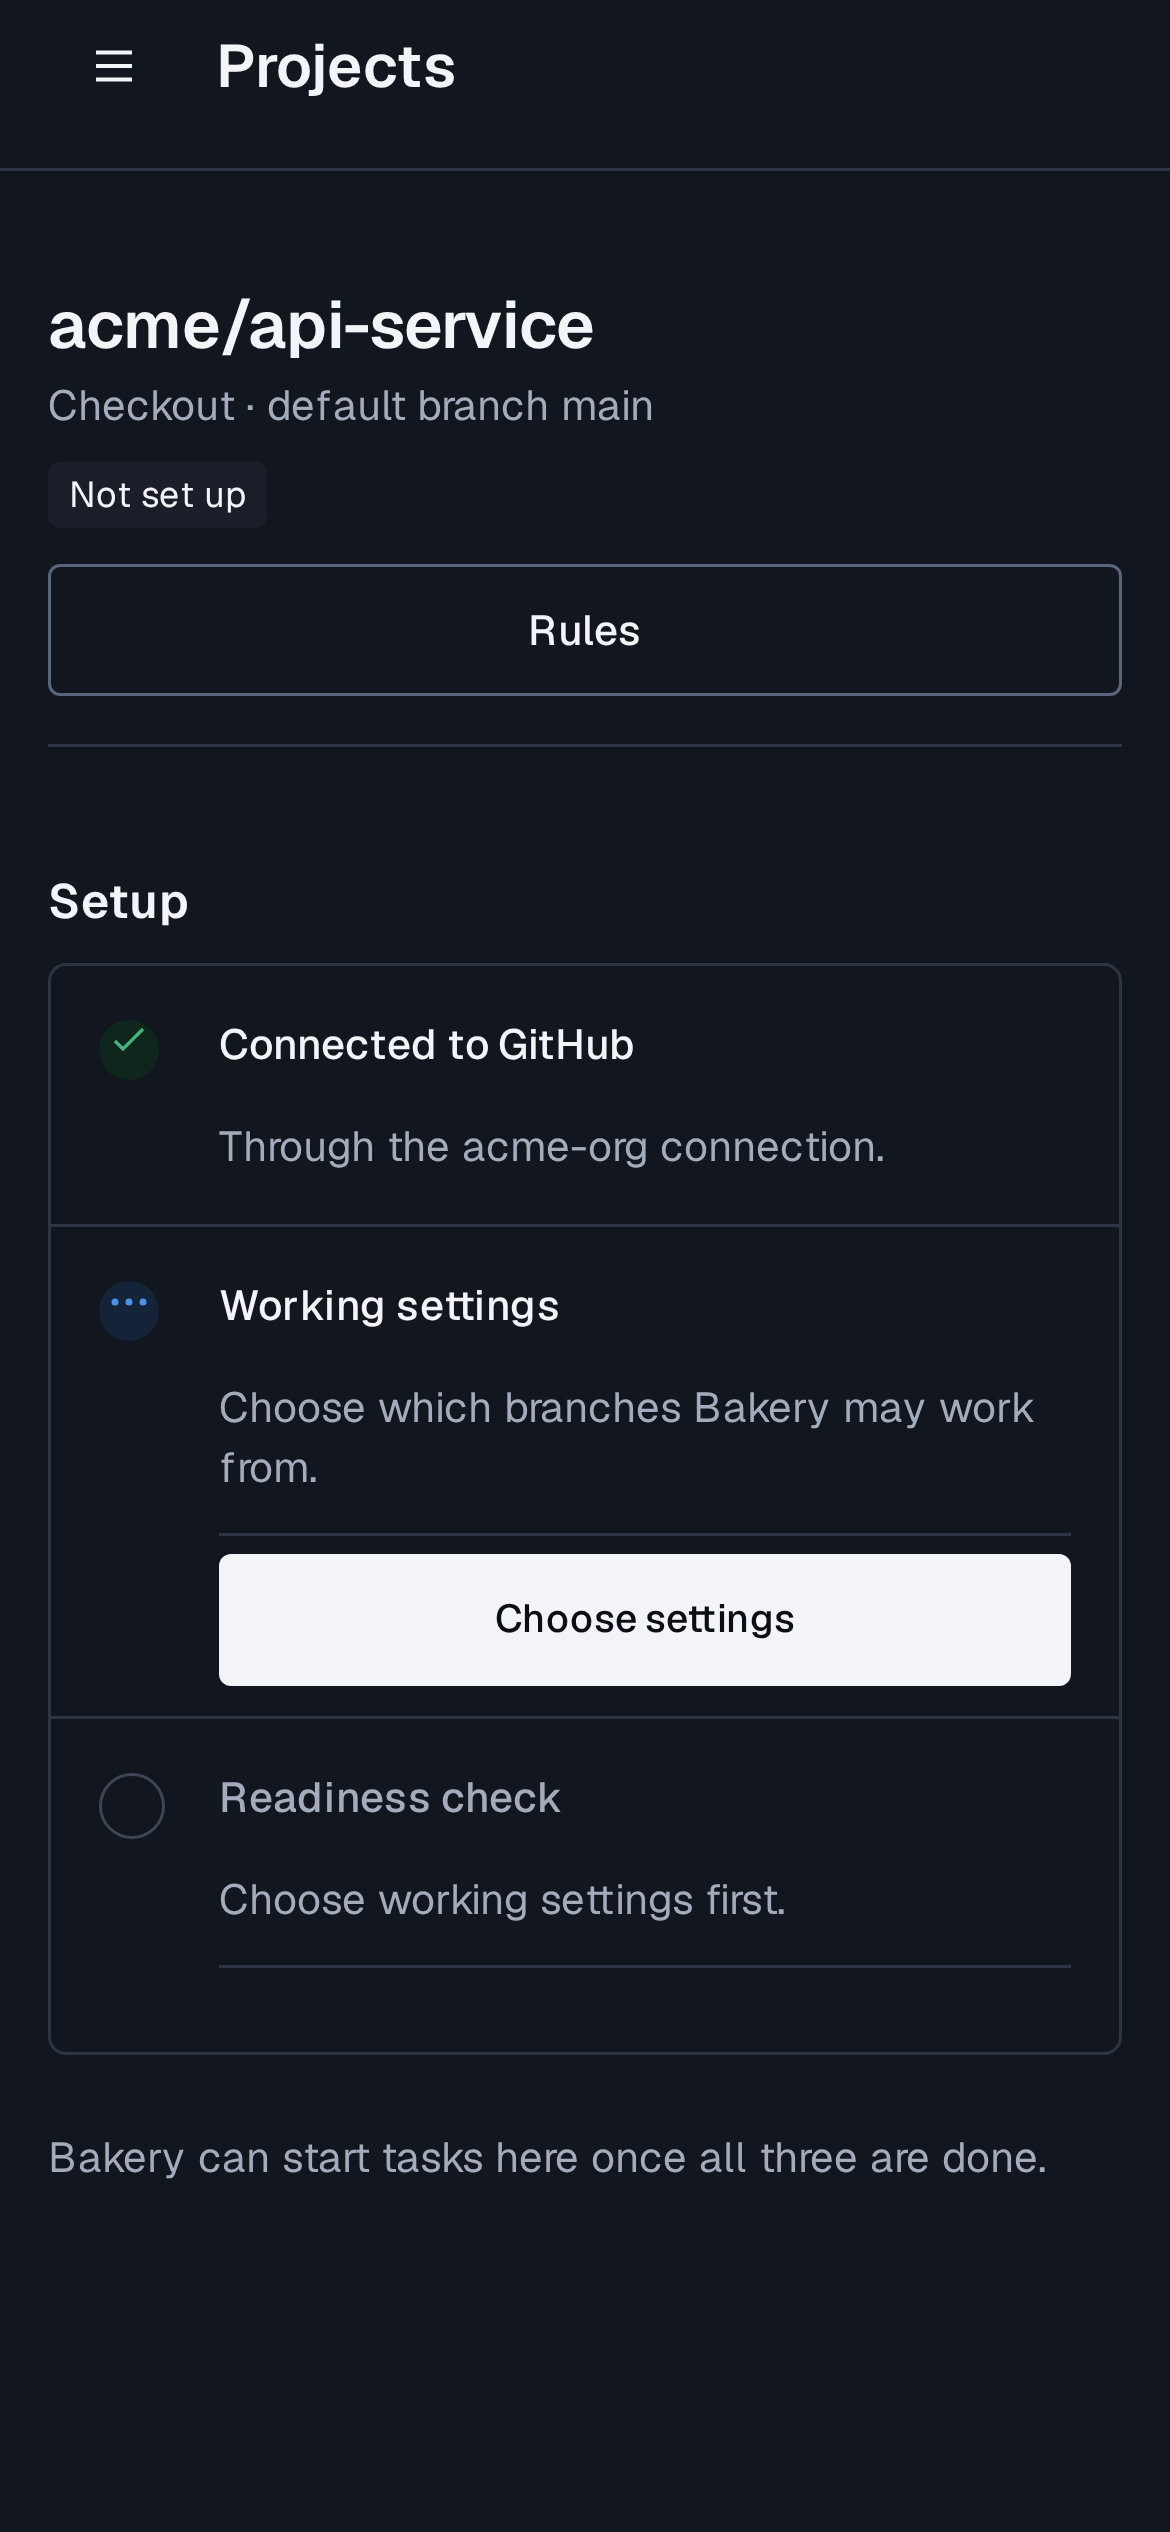 Projects
acme/api-service
Checkout · default branch main
Not set up
Rules
Setup
Connected to GitHub
Through the acme-org connection.
Working settings
Choose which branches Bakery may work
from.
Choose settings
Readiness check
Choose working settings first.
Bakery can start tasks here once all three are done.